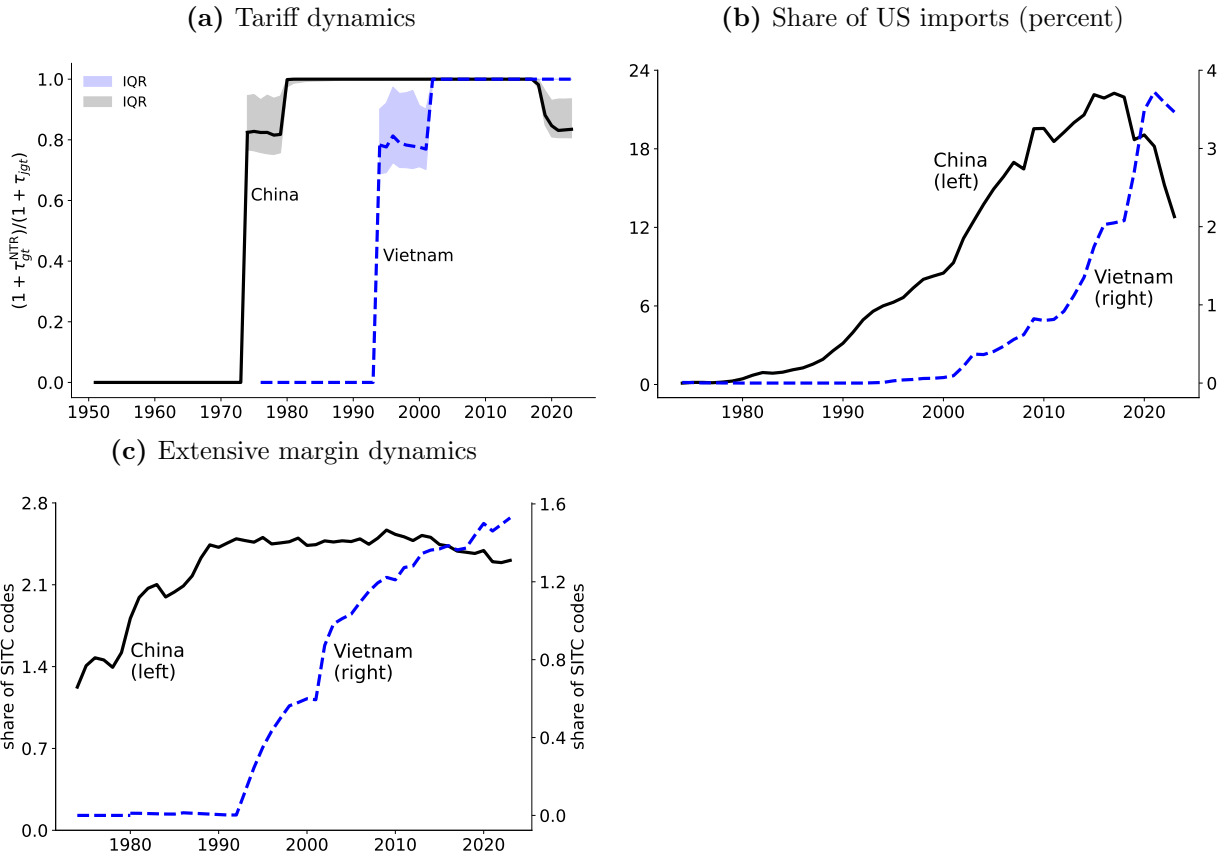 (a) Tariff dynamics
IQR
IQR
China
Vietnam
(1 + τ_gt^NTR)/(1 + τ_jgt)
1.0
0.8
0.6
0.4
0.2
0.0
1950 1960 1970 1980 1990 2000 2010 2020
(b) Share of US imports (percent)
24
18
12
6
0
China
(left)
Vietnam
(right)
4
3
2
1
0
1980 1990 2000 2010 2020
(c) Extensive margin dynamics
share of SITC codes
2.8
2.1
1.4
0.7
0.0
China
(left)
Vietnam
(right)
1.6
1.2
0.8
0.4
0.0
share of SITC codes
1980 1990 2000 2010 2020